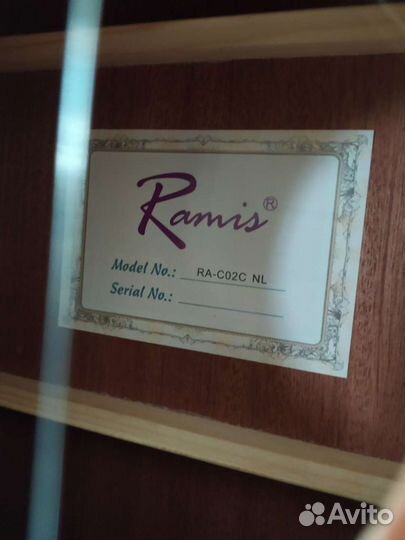 Ramis®
Model No.: RA-C02C NL
Serial No.:
Avito